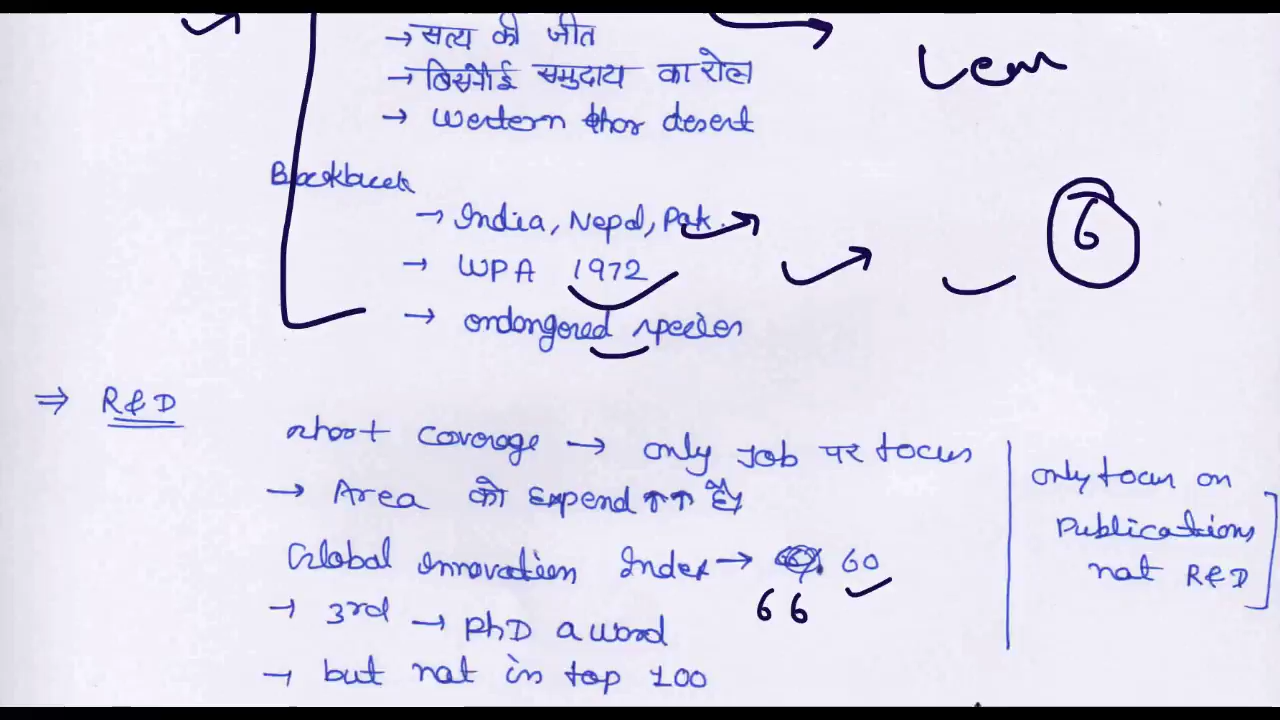 → सत्य की जीत
→ बिसनोई समुदाय का रोल
→ western thar desert
Blackbuck
→ India, Nepal, Pak.
→ WPA 1972
6
→ endangered species
⇒ R&D
short coverage → only Job पर focus
→ Area को Expend ↑↑ है
only focus on
Publications
not R&D
Global innovation Index → 60
66
→ 3rd → PhD award
→ but not in top 100